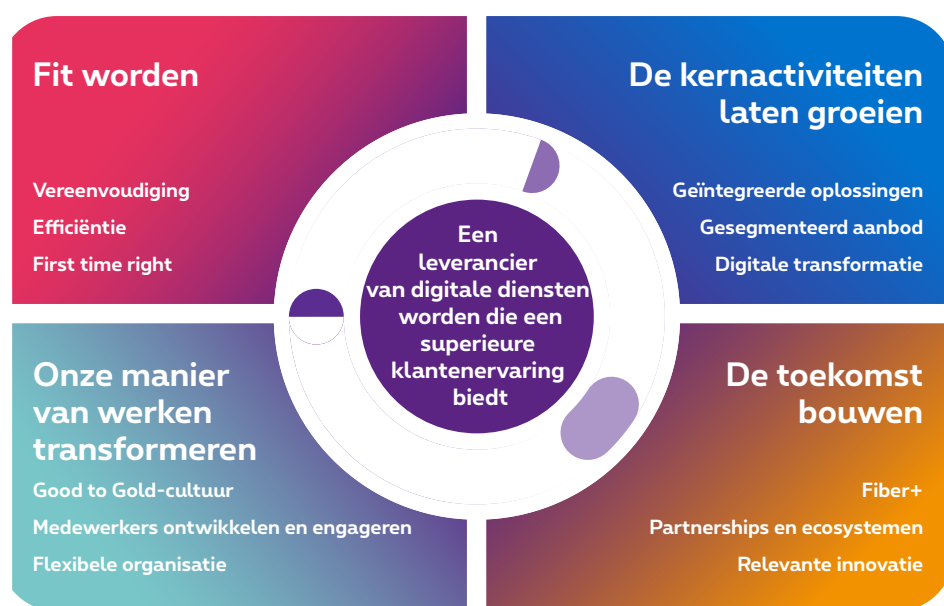 Fit worden
Vereenvoudiging
Efficiëntie
First time right
De kernactiviteiten
laten groeien
Geïntegreerde oplossingen
Gesegmenteerd aanbod
Digitale transformatie
Een
leverancier
van digitale diensten
worden die een
superieure
klantenervaring
biedt
Onze manier
van werken
transformeren
Good to Gold-cultuur
Medewerkers ontwikkelen en engageren
Flexibele organisatie
De toekomst
bouwen
Fiber+
Partnerships en ecosystemen
Relevante innovatie